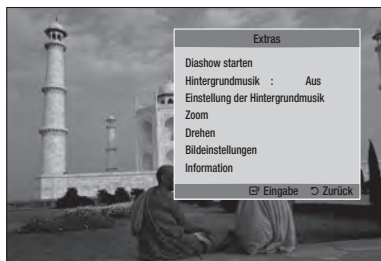 Extras
Diashow starten
Hintergrundmusik : Aus
Einstellung der Hintergrundmusik
Zoom
Drehen
Bildeinstellungen
Information
Eingabe Zurück